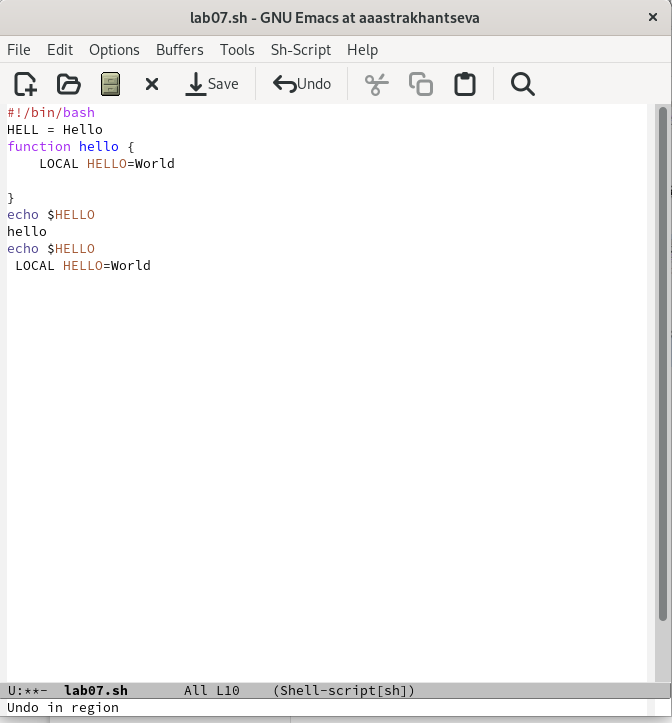 lab07.sh - GNU Emacs at aaastrakhantseva ×
File Edit Options Buffers Tools Sh-Script Help
Save Undo
#!/bin/bash
HELL = Hello
function hello {
    LOCAL HELLO=World
}
echo $HELLO
hello
echo $HELLO
 LOCAL HELLO=World
U:**-  lab07.sh       All L10    (Shell-script[sh])
Undo in region